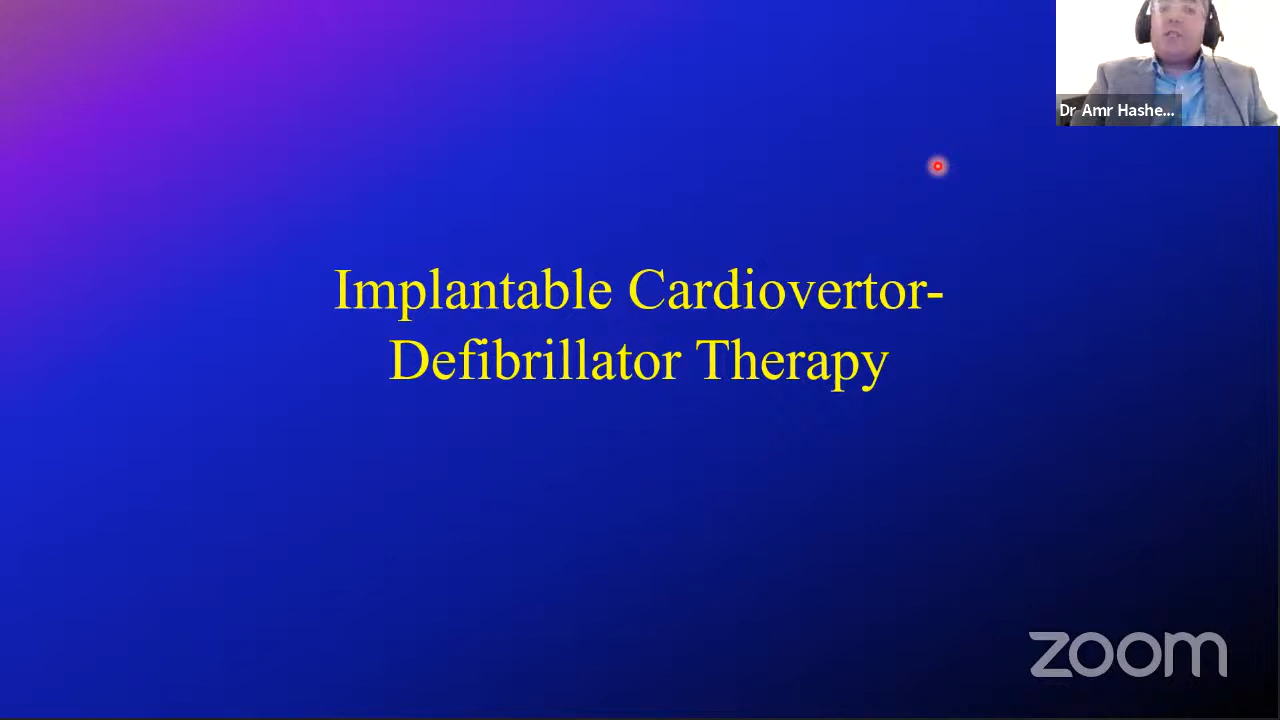 Dr Amr Hashe...
Implantable Cardiovertor-
Defibrillator Therapy
zoom